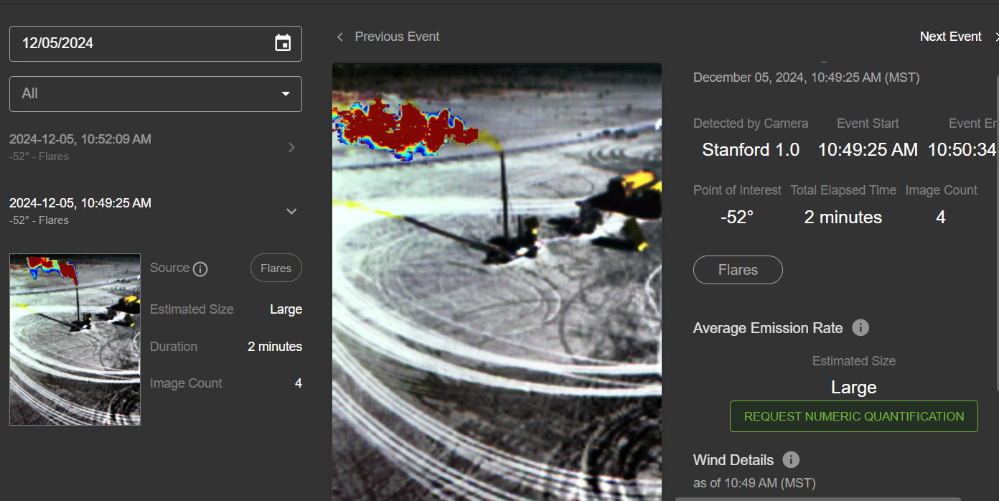 12/05/2024
All
2024-12-05, 10:52:09 AM
-52° - Flares
2024-12-05, 10:49:25 AM
-52° - Flares
Source
Flares
Estimated Size
Large
Duration
2 minutes
Image Count
4
Previous Event
Next Event
December 05, 2024, 10:49:25 AM (MST)
Detected by Camera Event Start Event
Stanford 1.0 10:49:25 AM 10:50:34
Point of Interest Total Elapsed Time Image Count
-52° 2 minutes 4
Flares
Average Emission Rate
Estimated Size
Large
REQUEST NUMERIC QUANTIFICATION
Wind Details
as of 10:49 AM (MST)